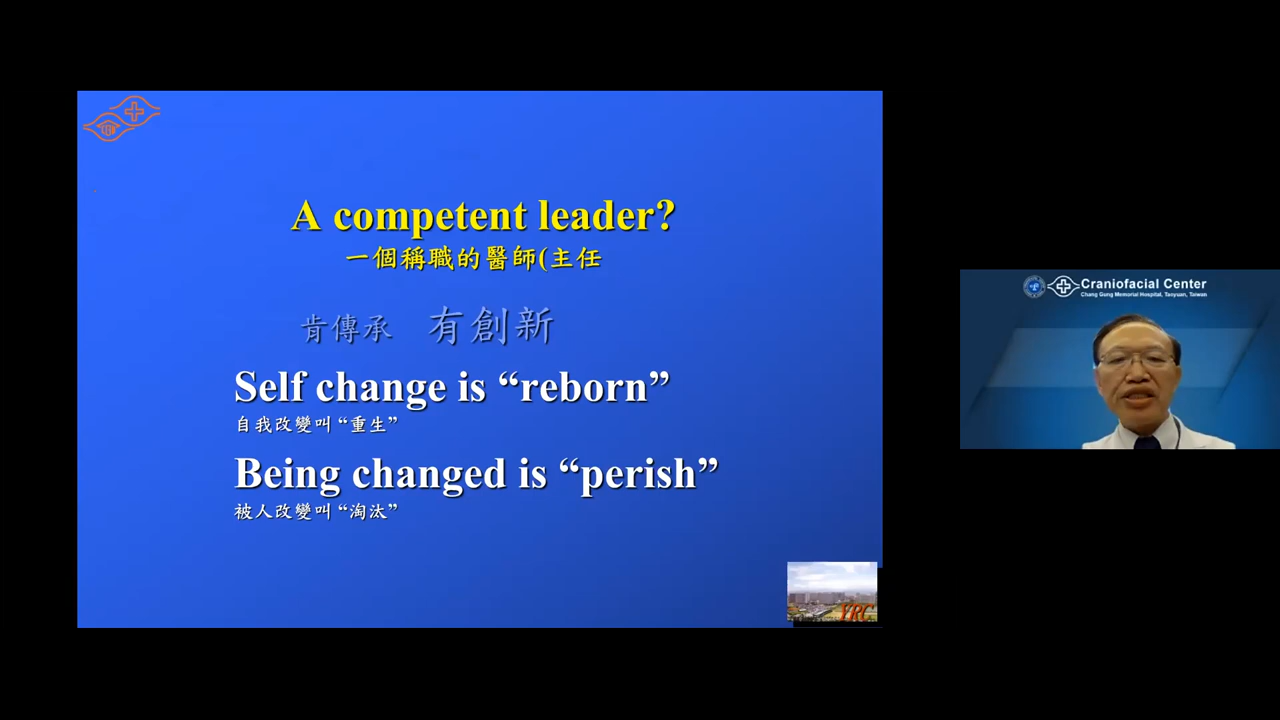 A competent leader?
一個稱職的醫師(主任
肯傳承 有創新
Self change is “reborn”
自我改變叫“重生”
Being changed is “perish”
被人改變叫“淘汰”
YRC
Craniofacial Center
Chang Gung Memorial Hospital, Taoyuan, Taiwan